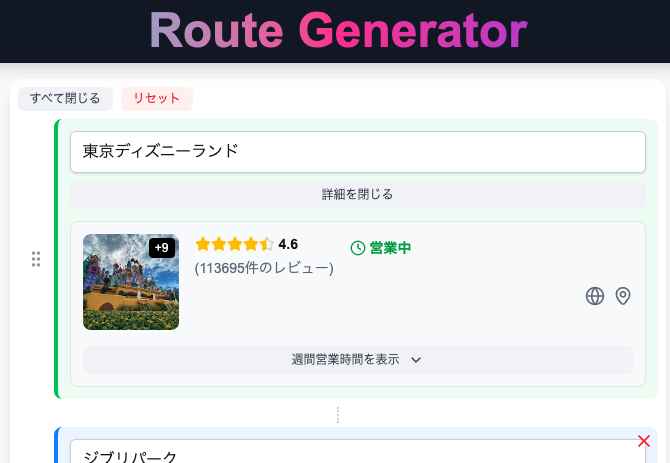 Route Generator
すべて閉じる リセット
東京ディズニーランド
詳細を閉じる
+9
4.6
営業中
(113695件のレビュー)
週間営業時間を表示
ジブリパーク